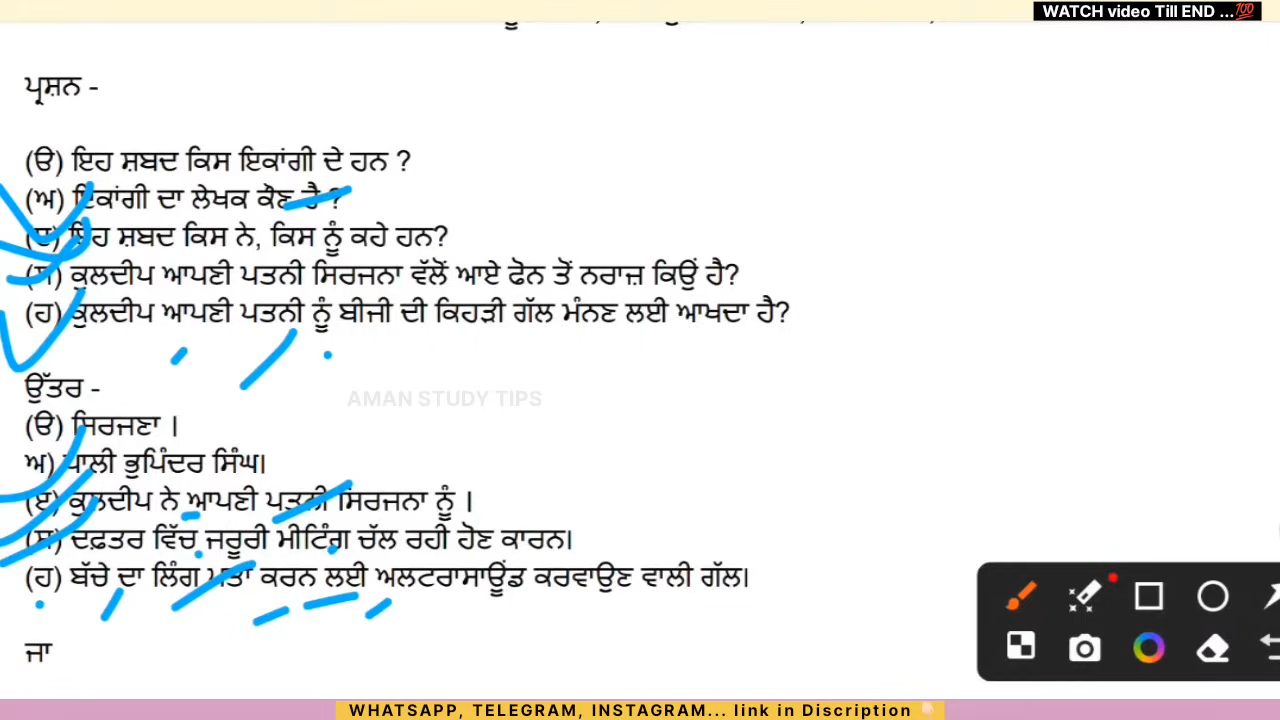 WATCH video Till END ...💯
ਪ੍ਰਸ਼ਨ -
(ੳ) ਇਹ ਸ਼ਬਦ ਕਿਸ ਇਕਾਂਗੀ ਦੇ ਹਨ ?
(ਅ) ਇਕਾਂਗੀ ਦਾ ਲੇਖਕ ਕੌਣ ਹੈ ?
(ੲ) ਇਹ ਸ਼ਬਦ ਕਿਸ ਨੇ, ਕਿਸ ਨੂੰ ਕਹੇ ਹਨ?
(ਸ) ਕੁਲਦੀਪ ਆਪਣੀ ਪਤਨੀ ਸਿਰਜਨਾ ਵੱਲੋਂ ਆਏ ਫੋਨ ਤੋਂ ਨਰਾਜ਼ ਕਿਉਂ ਹੈ?
(ਹ) ਕੁਲਦੀਪ ਆਪਣੀ ਪਤਨੀ ਨੂੰ ਬੀਜੀ ਦੀ ਕਿਹੜੀ ਗੱਲ ਮੰਨਣ ਲਈ ਆਖਦਾ ਹੈ?
ਉੱਤਰ -
AMAN STUDY TIPS
(ੳ) ਸਿਰਜਣਾ ।
ਅ) ਪਾਲੀ ਭੁਪਿੰਦਰ ਸਿੰਘ।
(ੲ) ਕੁਲਦੀਪ ਨੇ ਆਪਣੀ ਪਤਨੀ ਸਿਰਜਨਾ ਨੂੰ ।
(ਸ) ਦਫ਼ਤਰ ਵਿੱਚ ਜਰੂਰੀ ਮੀਟਿੰਗ ਚੱਲ ਰਹੀ ਹੋਣ ਕਾਰਨ।
(ਹ) ਬੱਚੇ ਦਾ ਲਿੰਗ ਪਤਾ ਕਰਨ ਲਈ ਅਲਟਰਾਸਾਊਂਡ ਕਰਵਾਉਣ ਵਾਲੀ ਗੱਲ।
ਜਾ
WHATSAPP, TELEGRAM, INSTAGRAM... link in Discription 👇🏻